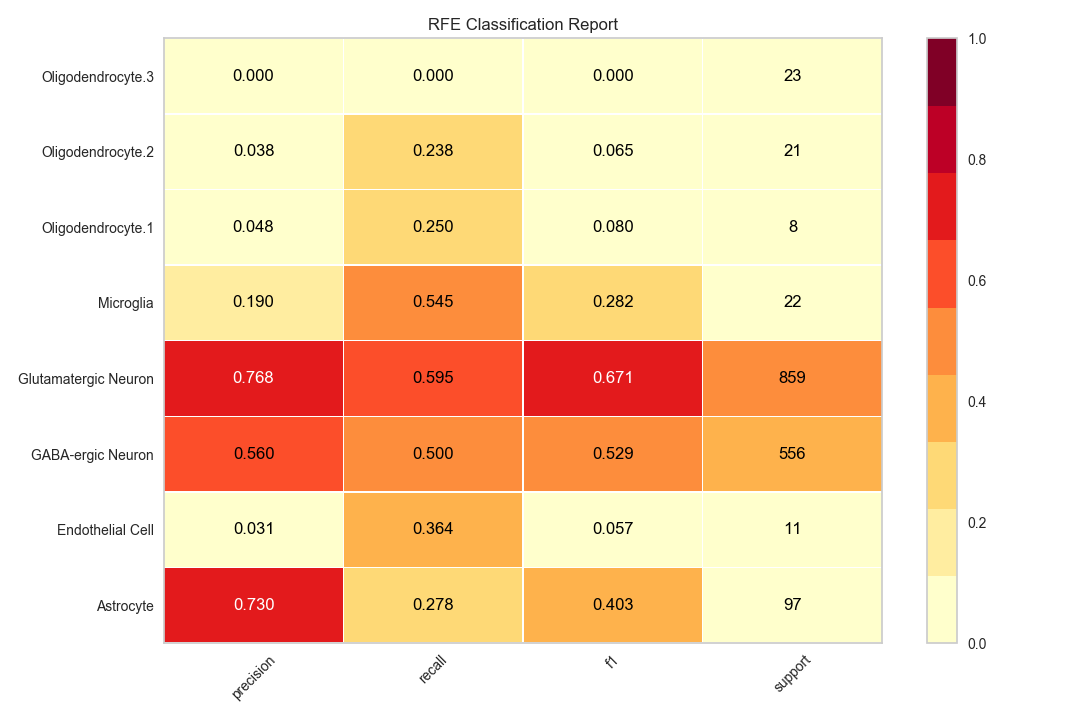 RFE Classification Report
Oligodendrocyte.3 0.000 0.000 0.000 23
Oligodendrocyte.2 0.038 0.238 0.065 21
Oligodendrocyte.1 0.048 0.250 0.080 8
Microglia 0.190 0.545 0.282 22
Glutamatergic Neuron 0.768 0.595 0.671 859
GABA-ergic Neuron 0.560 0.500 0.529 556
Endothelial Cell 0.031 0.364 0.057 11
Astrocyte 0.730 0.278 0.403 97
precision recall f1 support
1.0
0.8
0.6
0.4
0.2
0.0